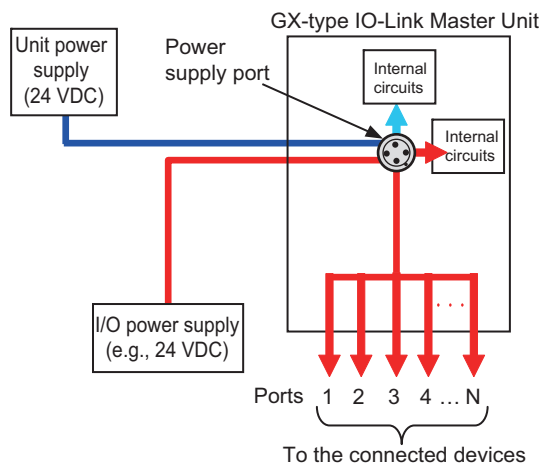 GX-type IO-Link Master Unit
Unit power
supply
(24 VDC)
Power
supply port
Internal
circuits
Internal
circuits
I/O power supply
(e.g., 24 VDC)
. . .
Ports 1 2 3 4 ... N
To the connected devices